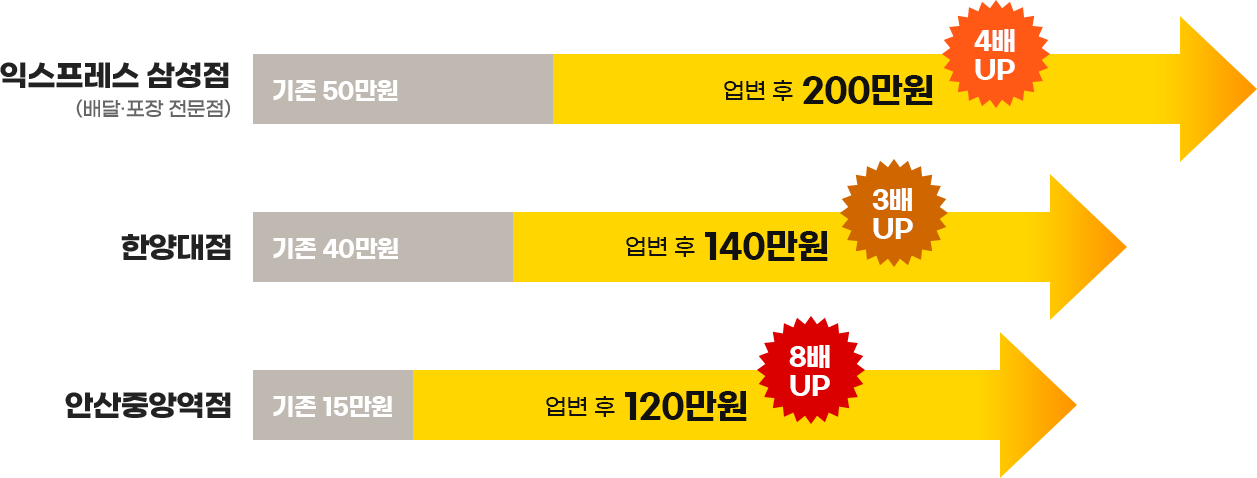 익스프레스 삼성점
(배달·포장 전문점)
기존 50만원
업변 후 200만원
4배
UP
한양대점
기존 40만원
업변 후 140만원
3배
UP
안산중앙역점
기존 15만원
업변 후 120만원
8배
UP